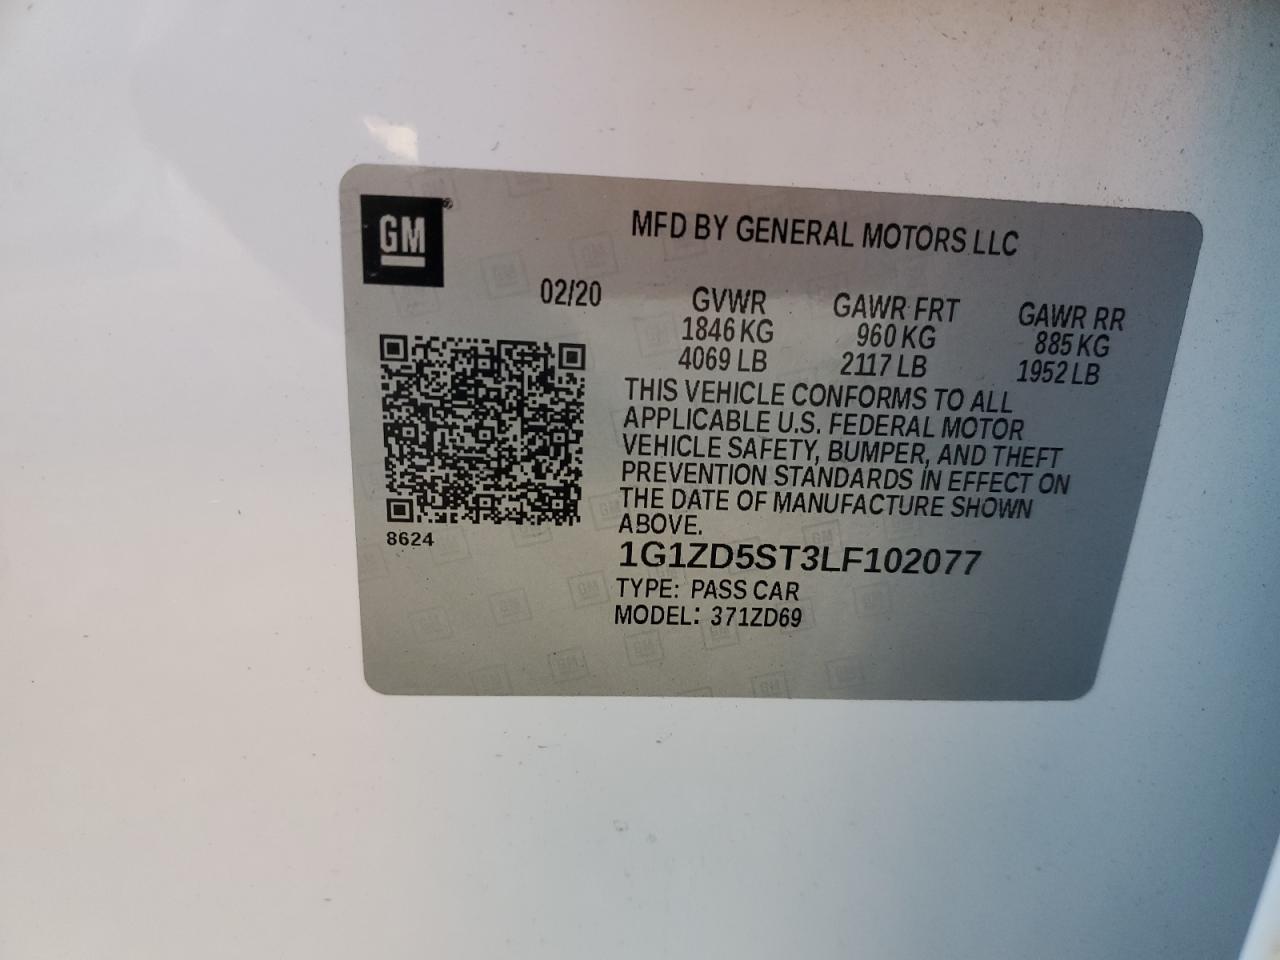 GM®
MFD BY GENERAL MOTORS LLC
02/20 GVWR GAWR FRT GAWR RR
1846 KG 960 KG 885 KG
4069 LB 2117 LB 1952 LB
THIS VEHICLE CONFORMS TO ALL
APPLICABLE U.S. FEDERAL MOTOR
VEHICLE SAFETY, BUMPER, AND THEFT
PREVENTION STANDARDS IN EFFECT ON
THE DATE OF MANUFACTURE SHOWN
ABOVE.
8624
1G1ZD5ST3LF102077
TYPE: PASS CAR
MODEL: 371ZD69